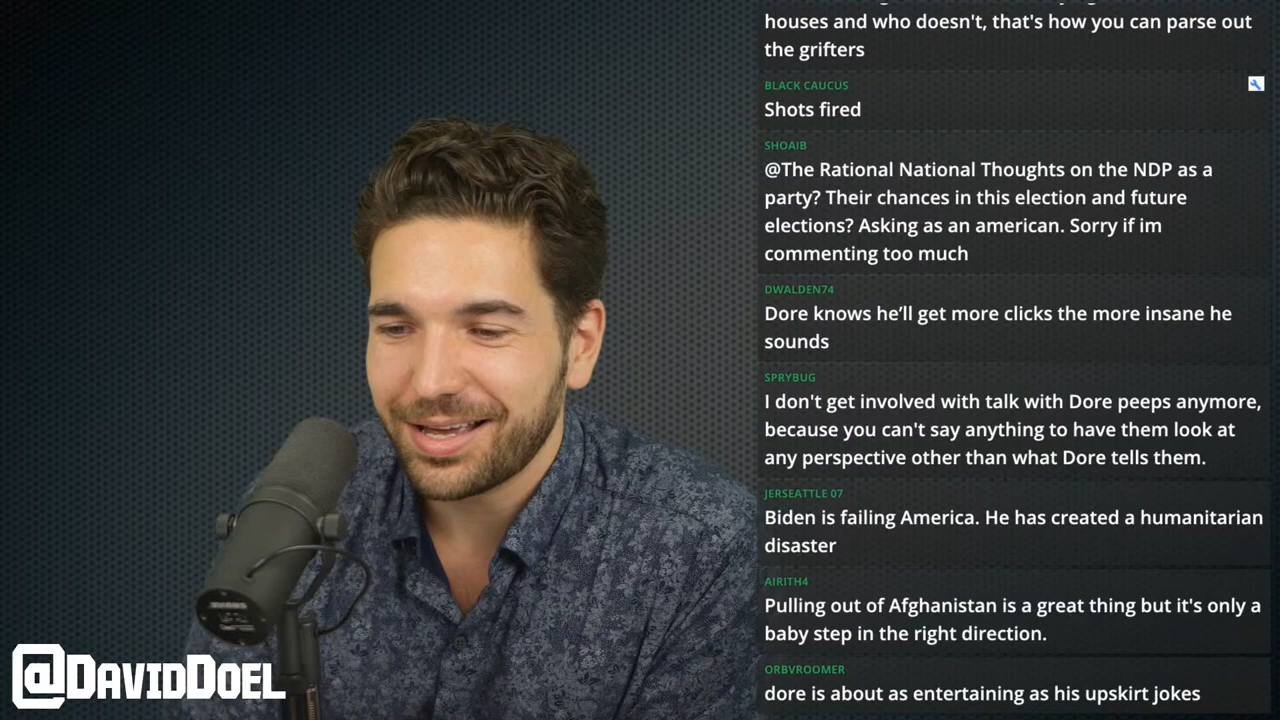 houses and who doesn't, that's how you can parse out
the grifters
BLACK CAUCUS
Shots fired
SHOAIB
@The Rational National Thoughts on the NDP as a
party? Their chances in this election and future
elections? Asking as an american. Sorry if im
commenting too much
DWALDEN74
Dore knows he’ll get more clicks the more insane he
sounds
SPRYBUG
I don't get involved with talk with Dore peeps anymore,
because you can't say anything to have them look at
any perspective other than what Dore tells them.
JERSEATTLE 07
Biden is failing America. He has created a humanitarian
disaster
AIRITH4
Pulling out of Afghanistan is a great thing but it's only a
baby step in the right direction.
ORBVROOMER
dore is about as entertaining as his upskirt jokes
@DAVIDDOEL